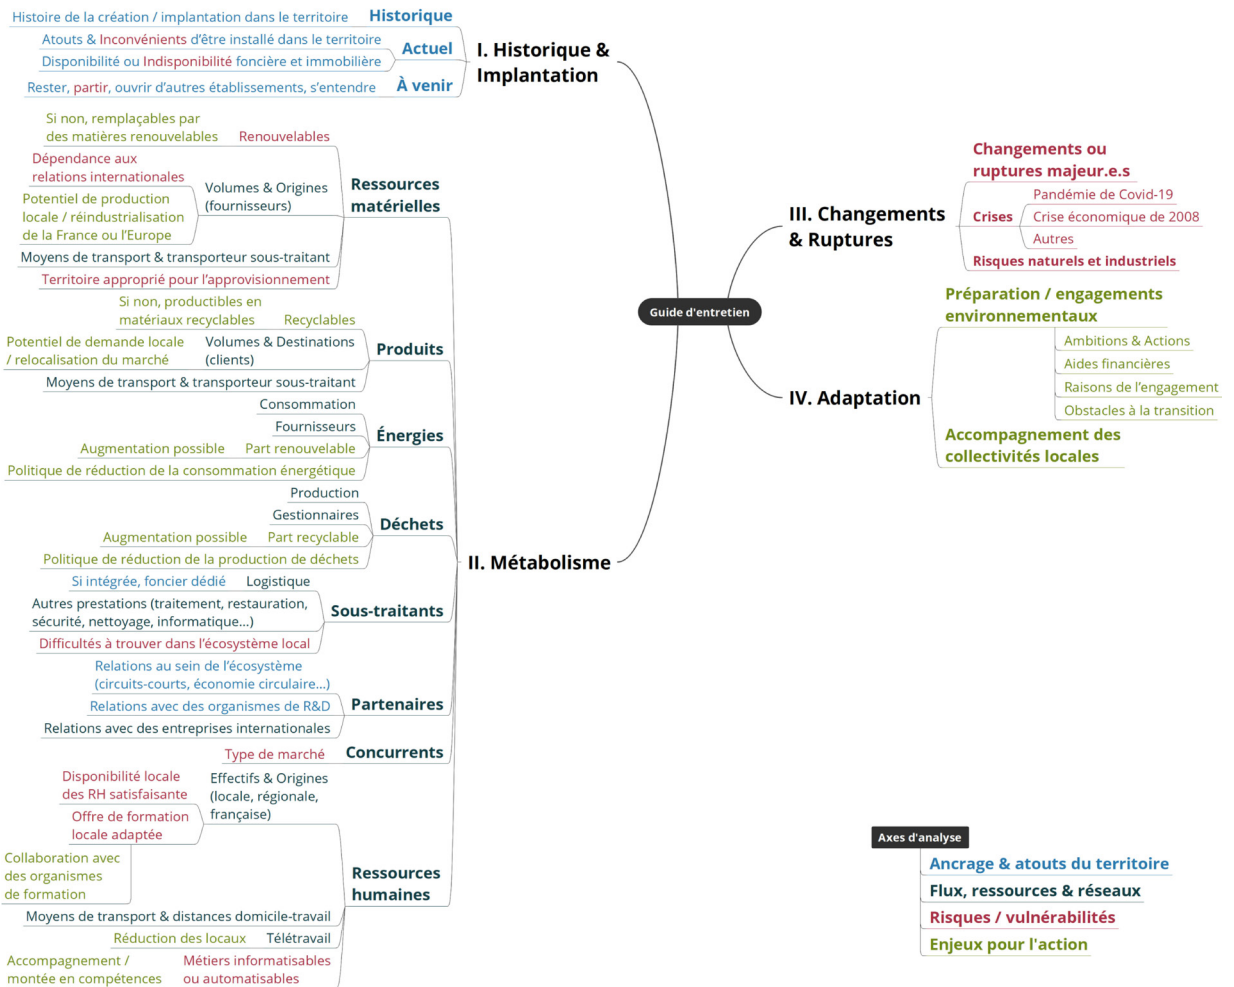 Guide d'entretien
I. Historique &
Implantation
Historique
Histoire de la création / implantation dans le territoire
Actuel
Atouts & Inconvénients d’être installé dans le territoire
Disponibilité ou Indisponibilité foncière et immobilière
À venir
Rester, partir, ouvrir d’autres établissements, s’entendre
II. Métabolisme
Ressources
matérielles
Renouvelables
Si non, remplaçables par
des matières renouvelables
Volumes & Origines
(fournisseurs)
Dépendance aux
relations internationales
Potentiel de production
locale / réindustrialisation
de la France ou l’Europe
Moyens de transport & transporteur sous-traitant
Territoire approprié pour l’approvisionnement
Produits
Recyclables
Si non, productibles en
matériaux recyclables
Volumes & Destinations
(clients)
Potentiel de demande locale
/ relocalisation du marché
Moyens de transport & transporteur sous-traitant
Énergies
Consommation
Fournisseurs
Part renouvelable
Augmentation possible
Politique de réduction de la consommation énergétique
Déchets
Production
Gestionnaires
Part recyclable
Augmentation possible
Politique de réduction de la production de déchets
Sous-traitants
Logistique
Si intégrée, foncier dédié
Autres prestations (traitement, restauration,
sécurité, nettoyage, informatique...)
Difficultés à trouver dans l’écosystème local
Partenaires
Relations au sein de l’écosystème
(circuits-courts, économie circulaire...)
Relations avec des organismes de R&D
Relations avec des entreprises internationales
Concurrents
Type de marché
Ressources
humaines
Effectifs & Origines
(locale, régionale,
française)
Disponibilité locale
des RH satisfaisante
Offre de formation
locale adaptée
Collaboration avec
des organismes
de formation
Moyens de transport & distances domicile-travail
Télétravail
Réduction des locaux
Métiers informatisables
ou automatisables
Accompagnement /
montée en compétences
III. Changements
& Ruptures
Changements ou
ruptures majeur.e.s
Crises
Pandémie de Covid-19
Crise économique de 2008
Autres
Risques naturels et industriels
IV. Adaptation
Préparation / engagements
environnementaux
Ambitions & Actions
Aides financières
Raisons de l’engagement
Obstacles à la transition
Accompagnement des
collectivités locales
Axes d'analyse
Ancrage & atouts du territoire
Flux, ressources & réseaux
Risques / vulnérabilités
Enjeux pour l'action